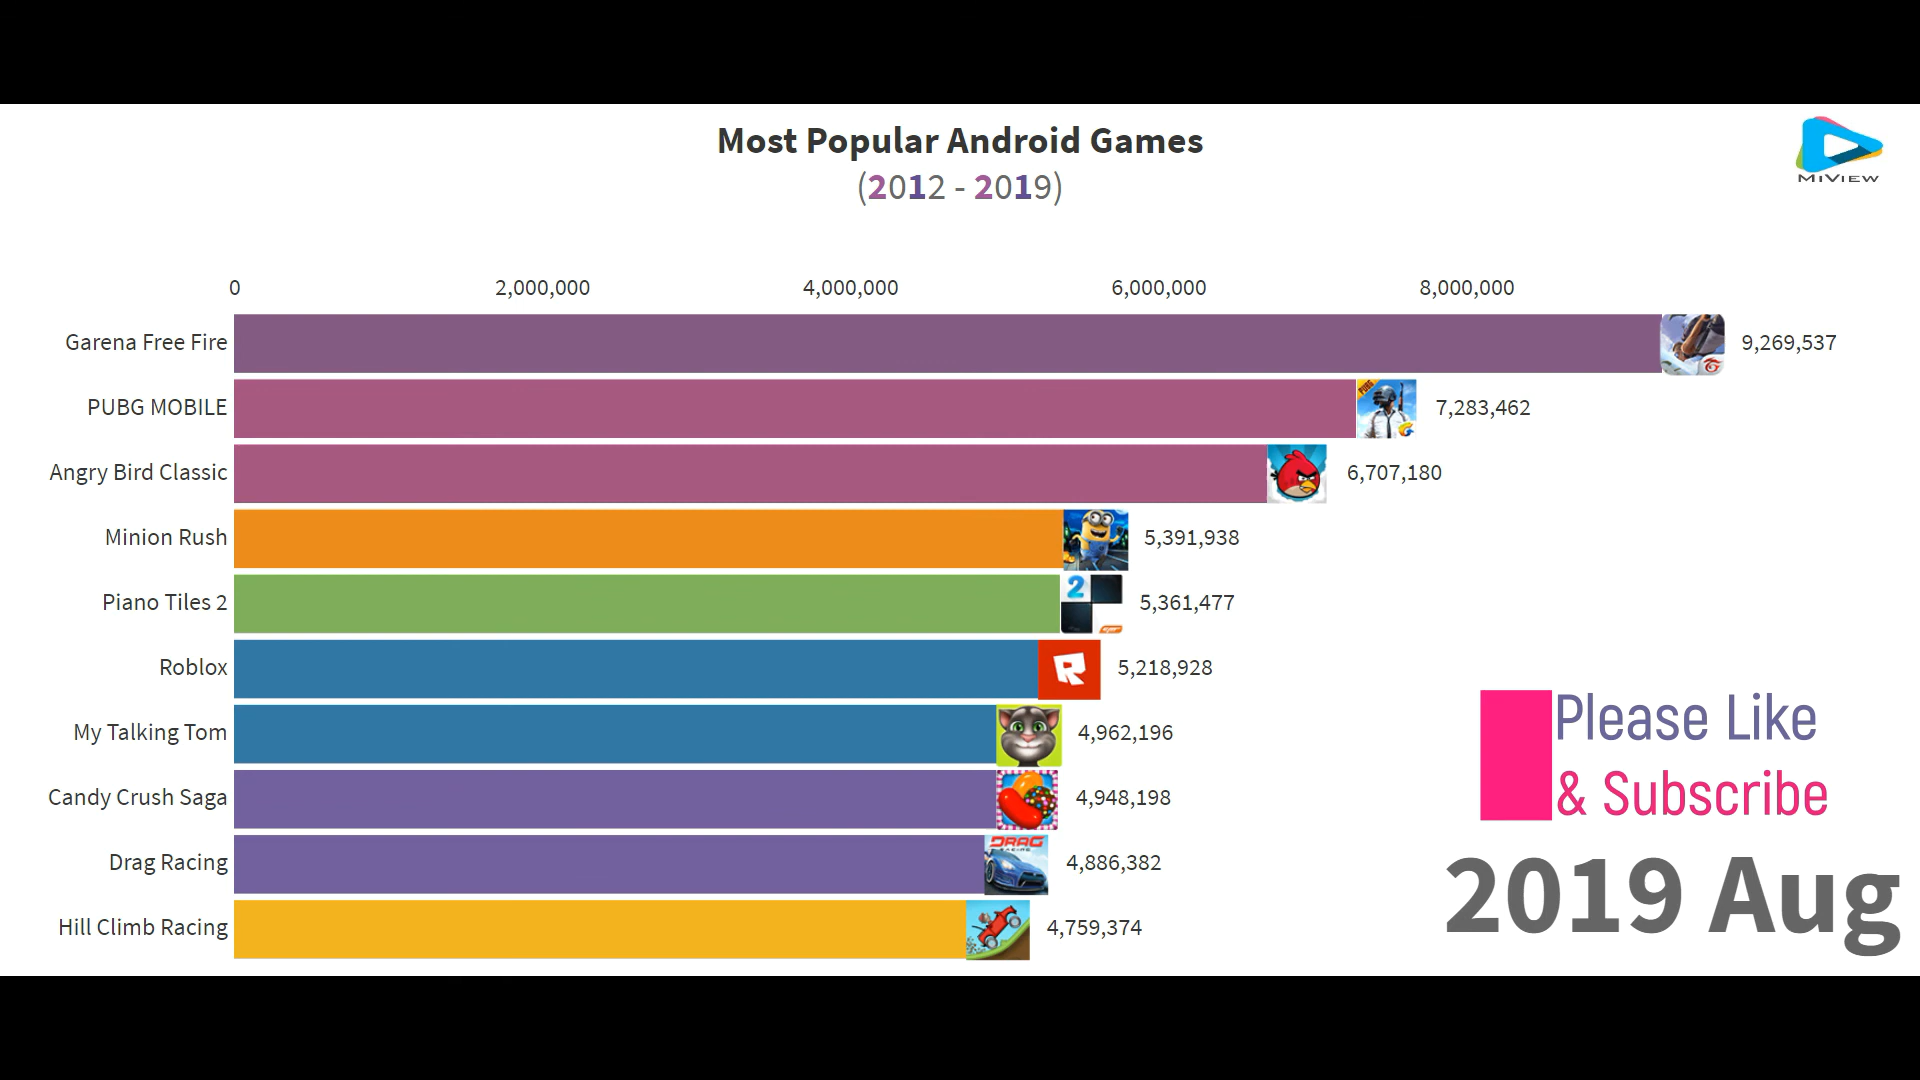 Most Popular Android Games
(2012 - 2019)
MIVIEW
0 2,000,000 4,000,000 6,000,000 8,000,000
Garena Free Fire 9,269,537
PUBG MOBILE PUBG 7,283,462
Angry Bird Classic 6,707,180
Minion Rush 5,391,938
Piano Tiles 2 2 5,361,477
Roblox R 5,218,928
My Talking Tom 4,962,196
Candy Crush Saga 4,948,198
Drag Racing DRAG RACING 4,886,382
Hill Climb Racing 4,759,374
Please Like
& Subscribe
2019 Aug